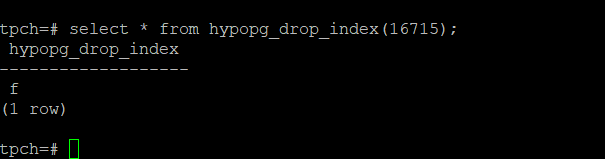 tpch=# select * from hypopg_drop_index(16715);
 hypopg_drop_index
-------------------
 f
(1 row)

tpch=#